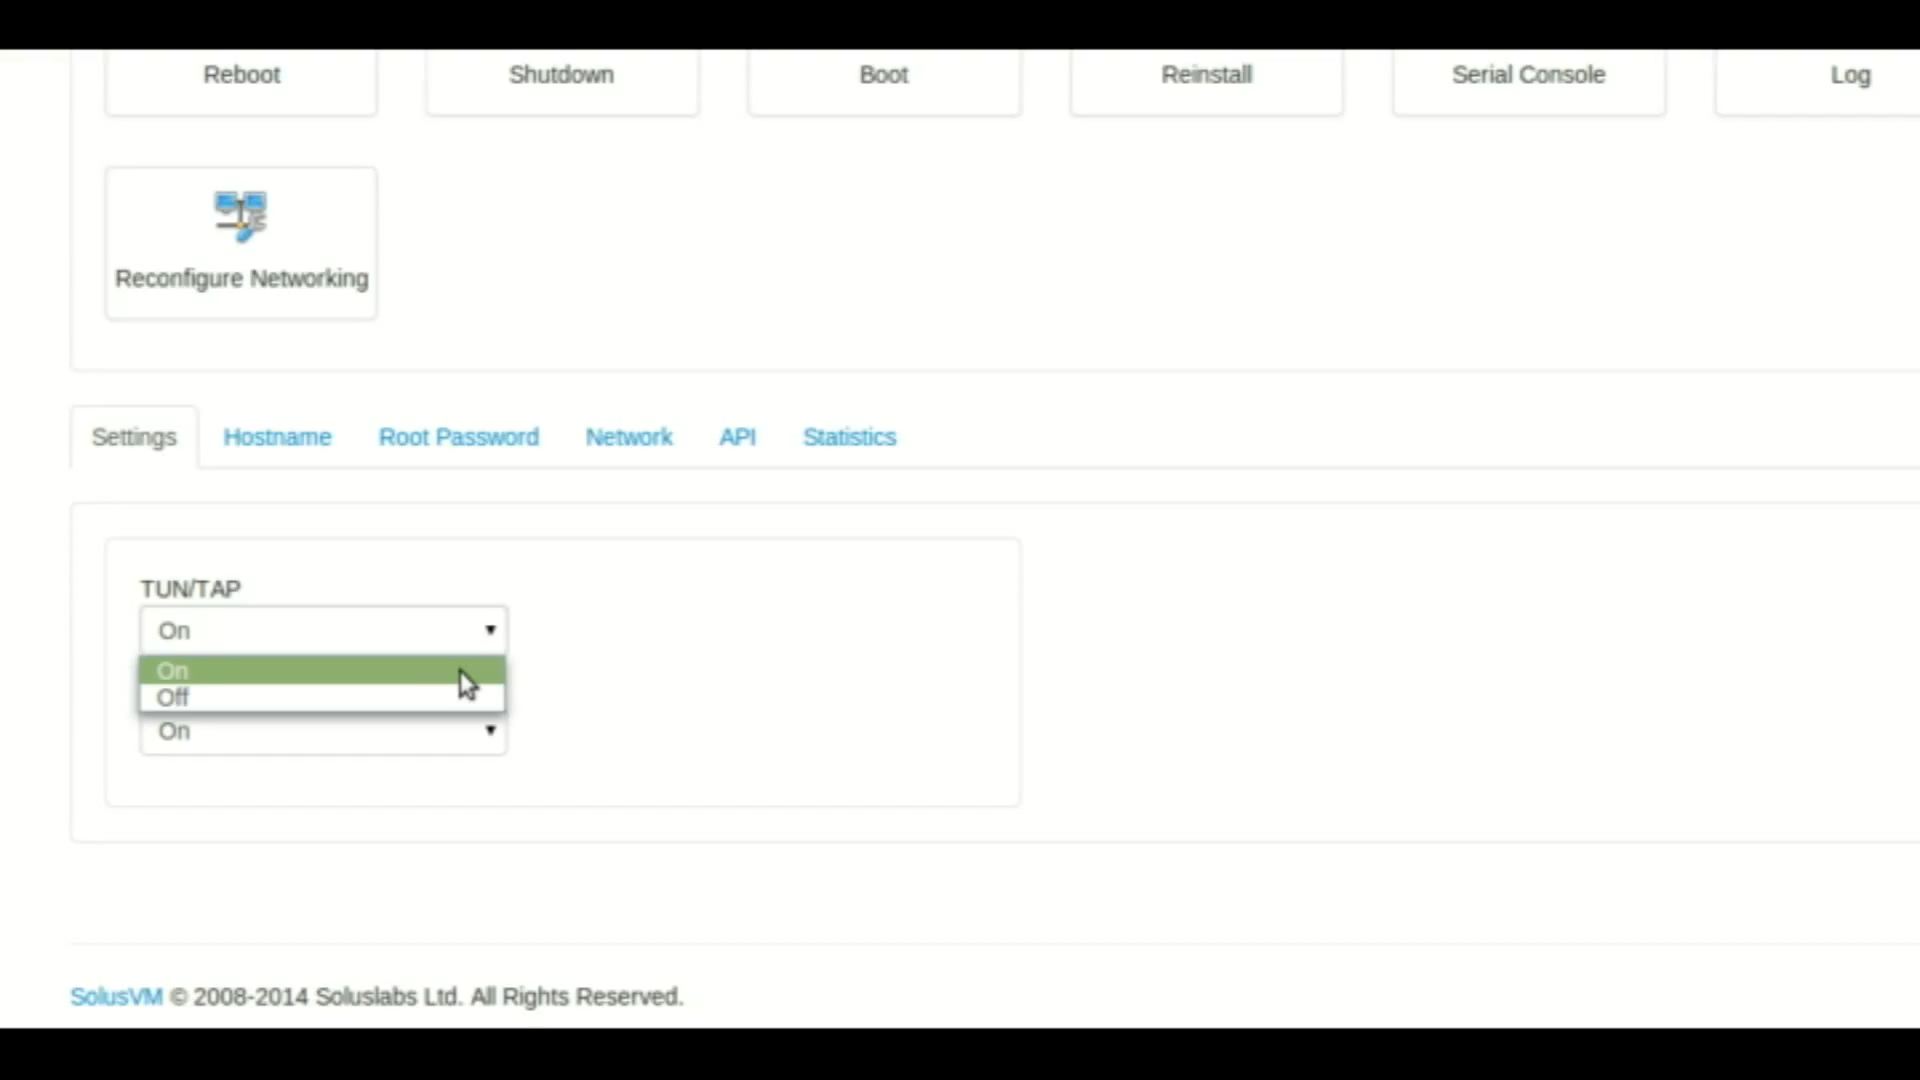 Reboot Shutdown Boot Reinstall Serial Console Log
Reconfigure Networking
Settings Hostname Root Password Network API Statistics
TUN/TAP
On
On
Off
On
SolusVM © 2008-2014 Soluslabs Ltd. All Rights Reserved.